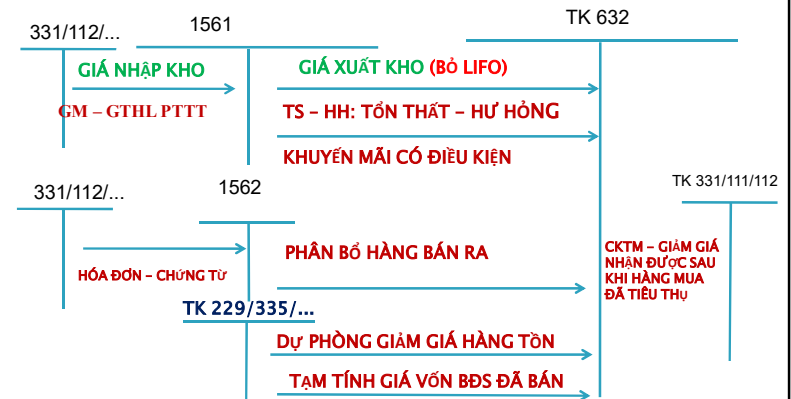 331/112/...
1561
TK 632
GIÁ NHẬP KHO
GIÁ XUẤT KHO (BỎ LIFO)
GM – GTHL PTTT
TS – HH: TỔN THẤT – HƯ HỎNG
KHUYẾN MÃI CÓ ĐIỀU KIỆN
331/112/...
1562
TK 331/111/112
HÓA ĐƠN – CHỨNG TỪ
PHÂN BỔ HÀNG BÁN RA
CKTM – GIẢM GIÁ
NHẬN ĐƯỢC SAU
KHI HÀNG MUA
ĐÃ TIÊU THỤ
TK 229/335/...
DỰ PHÒNG GIẢM GIÁ HÀNG TỒN
TẠM TÍNH GIÁ VỐN BĐS ĐÃ BÁN